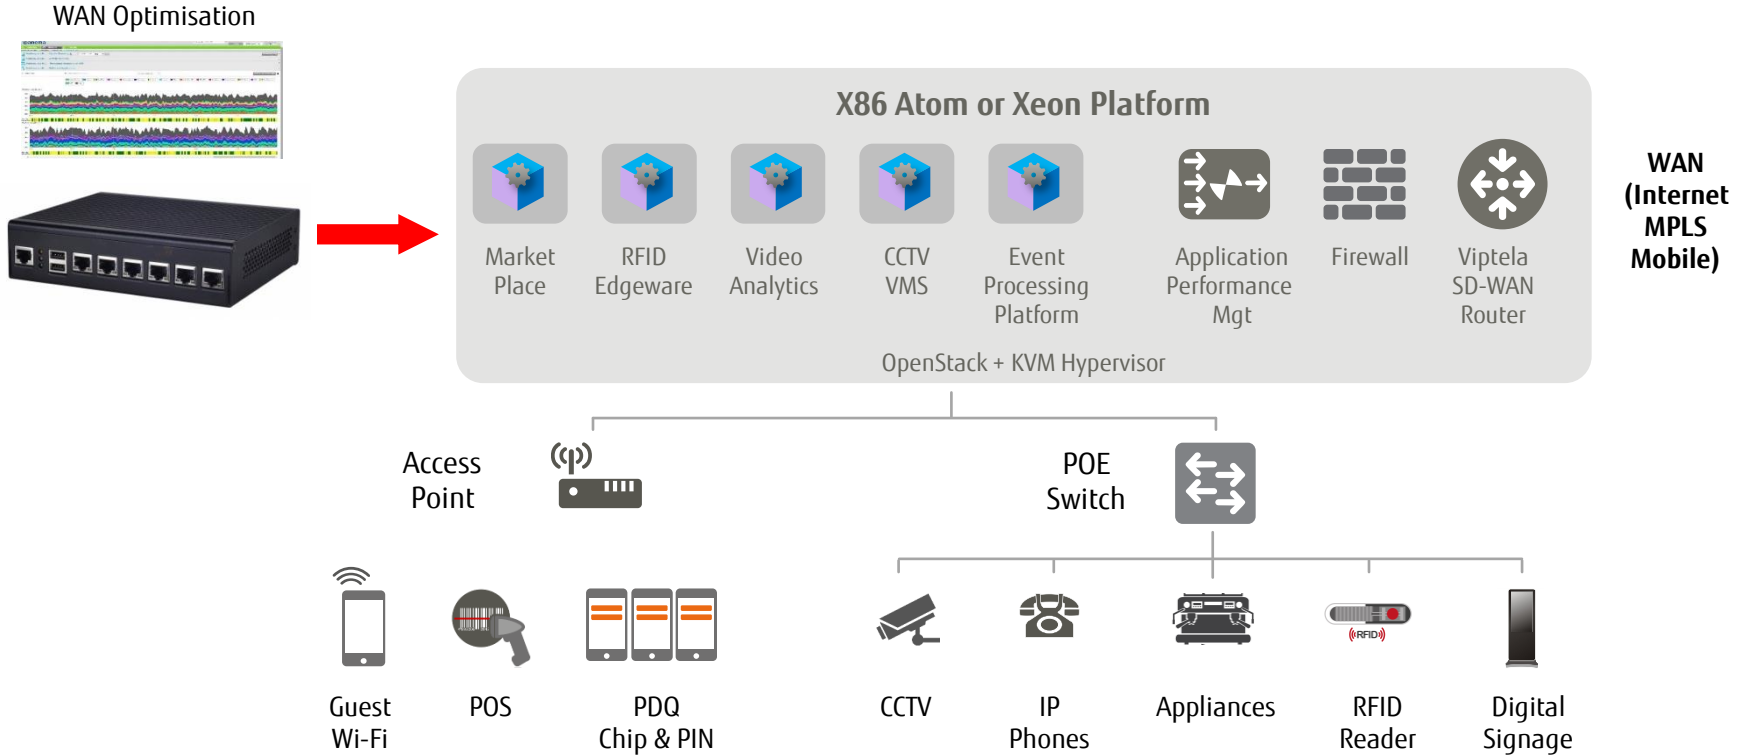 WAN Optimisation
X86 Atom or Xeon Platform
Market
Place
RFID
Edgeware
Video
Analytics
CCTV
VMS
Event
Processing
Platform
Application
Performance
Mgt
Firewall
Viptela
SD-WAN
Router
OpenStack + KVM Hypervisor
WAN
(Internet
MPLS
Mobile)
Access
Point
POE
Switch
((RFID))
Guest
Wi-Fi
POS
PDQ
Chip & PIN
CCTV
IP
Phones
Appliances
RFID
Reader
Digital
Signage